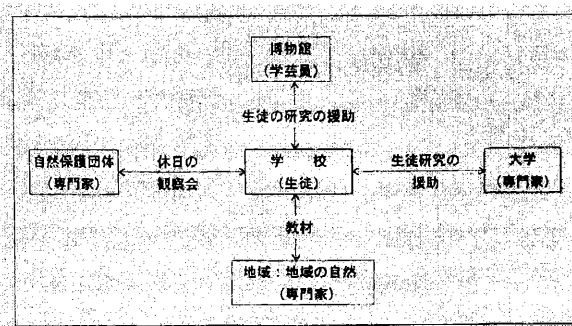 博物館
(学芸員)
生徒の研究の援助
自然保護団体
(専門家)
休日の
観察会
学 校
(生徒)
生徒研究の
援助
大学
(専門家)
教材
地域：地域の自然
(専門家)